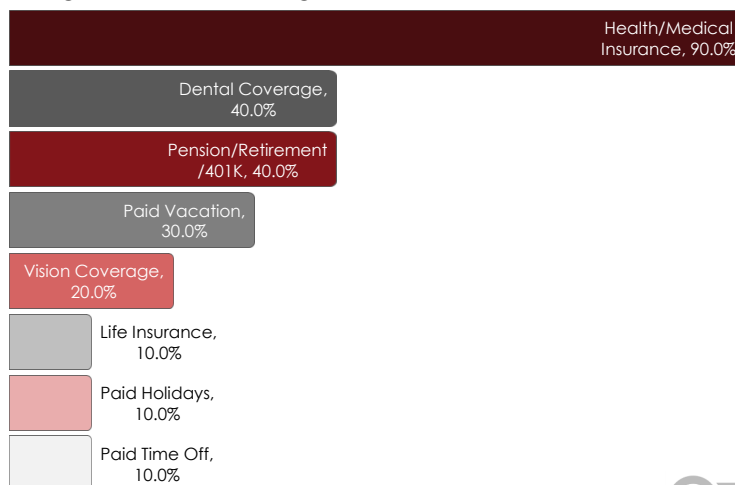 Health/Medical
Insurance, 90.0%
Dental Coverage,
40.0%
Pension/Retirement
/401K, 40.0%
Paid Vacation,
30.0%
Vision Coverage,
20.0%
Life Insurance,
10.0%
Paid Holidays,
10.0%
Paid Time Off,
10.0%